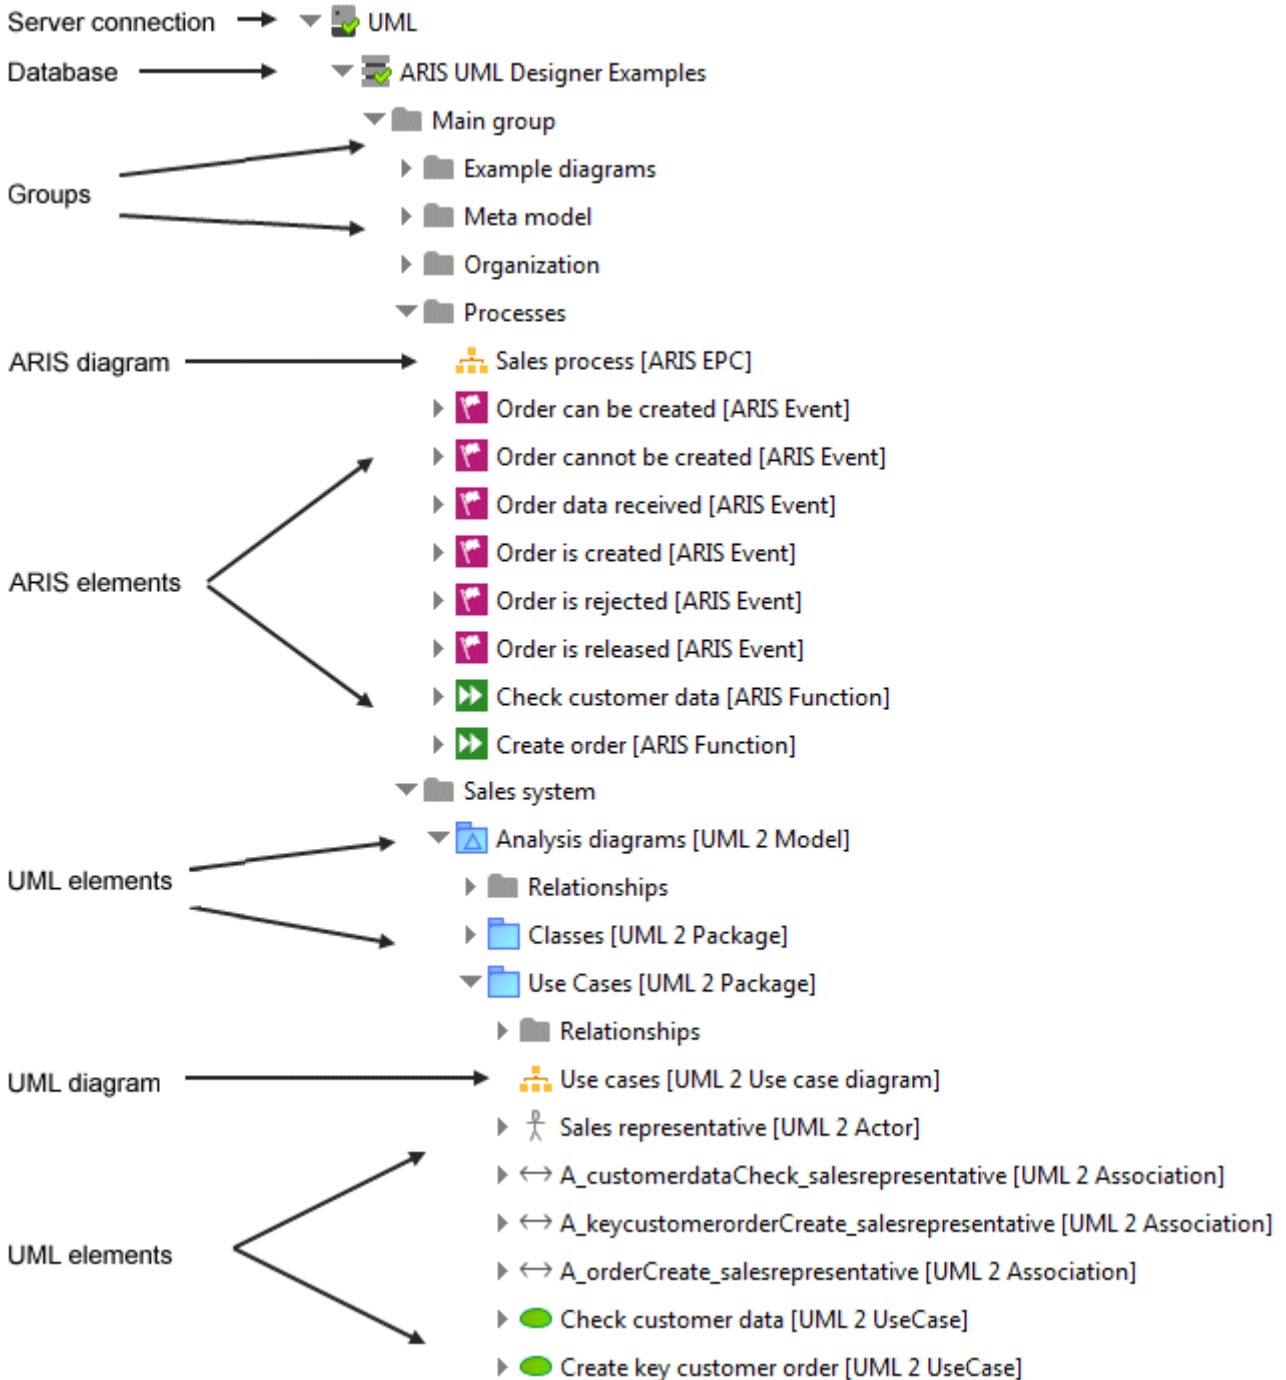 Server connection UML
Database ARIS UML Designer Examples
Main group
Example diagrams
Groups
Meta model
Organization
Processes
ARIS diagram Sales process [ARIS EPC]
Order can be created [ARIS Event]
Order cannot be created [ARIS Event]
Order data received [ARIS Event]
Order is created [ARIS Event]
ARIS elements
Order is rejected [ARIS Event]
Order is released [ARIS Event]
Check customer data [ARIS Function]
Create order [ARIS Function]
Sales system
Analysis diagrams [UML 2 Model]
UML elements Relationships
Classes [UML 2 Package]
Use Cases [UML 2 Package]
Relationships
UML diagram Use cases [UML 2 Use case diagram]
Sales representative [UML 2 Actor]
A_customerdataCheck_salesrepresentative [UML 2 Association]
A_keycustomerorderCreate_salesrepresentative [UML 2 Association]
UML elements
A_orderCreate_salesrepresentative [UML 2 Association]
Check customer data [UML 2 UseCase]
Create key customer order [UML 2 UseCase]